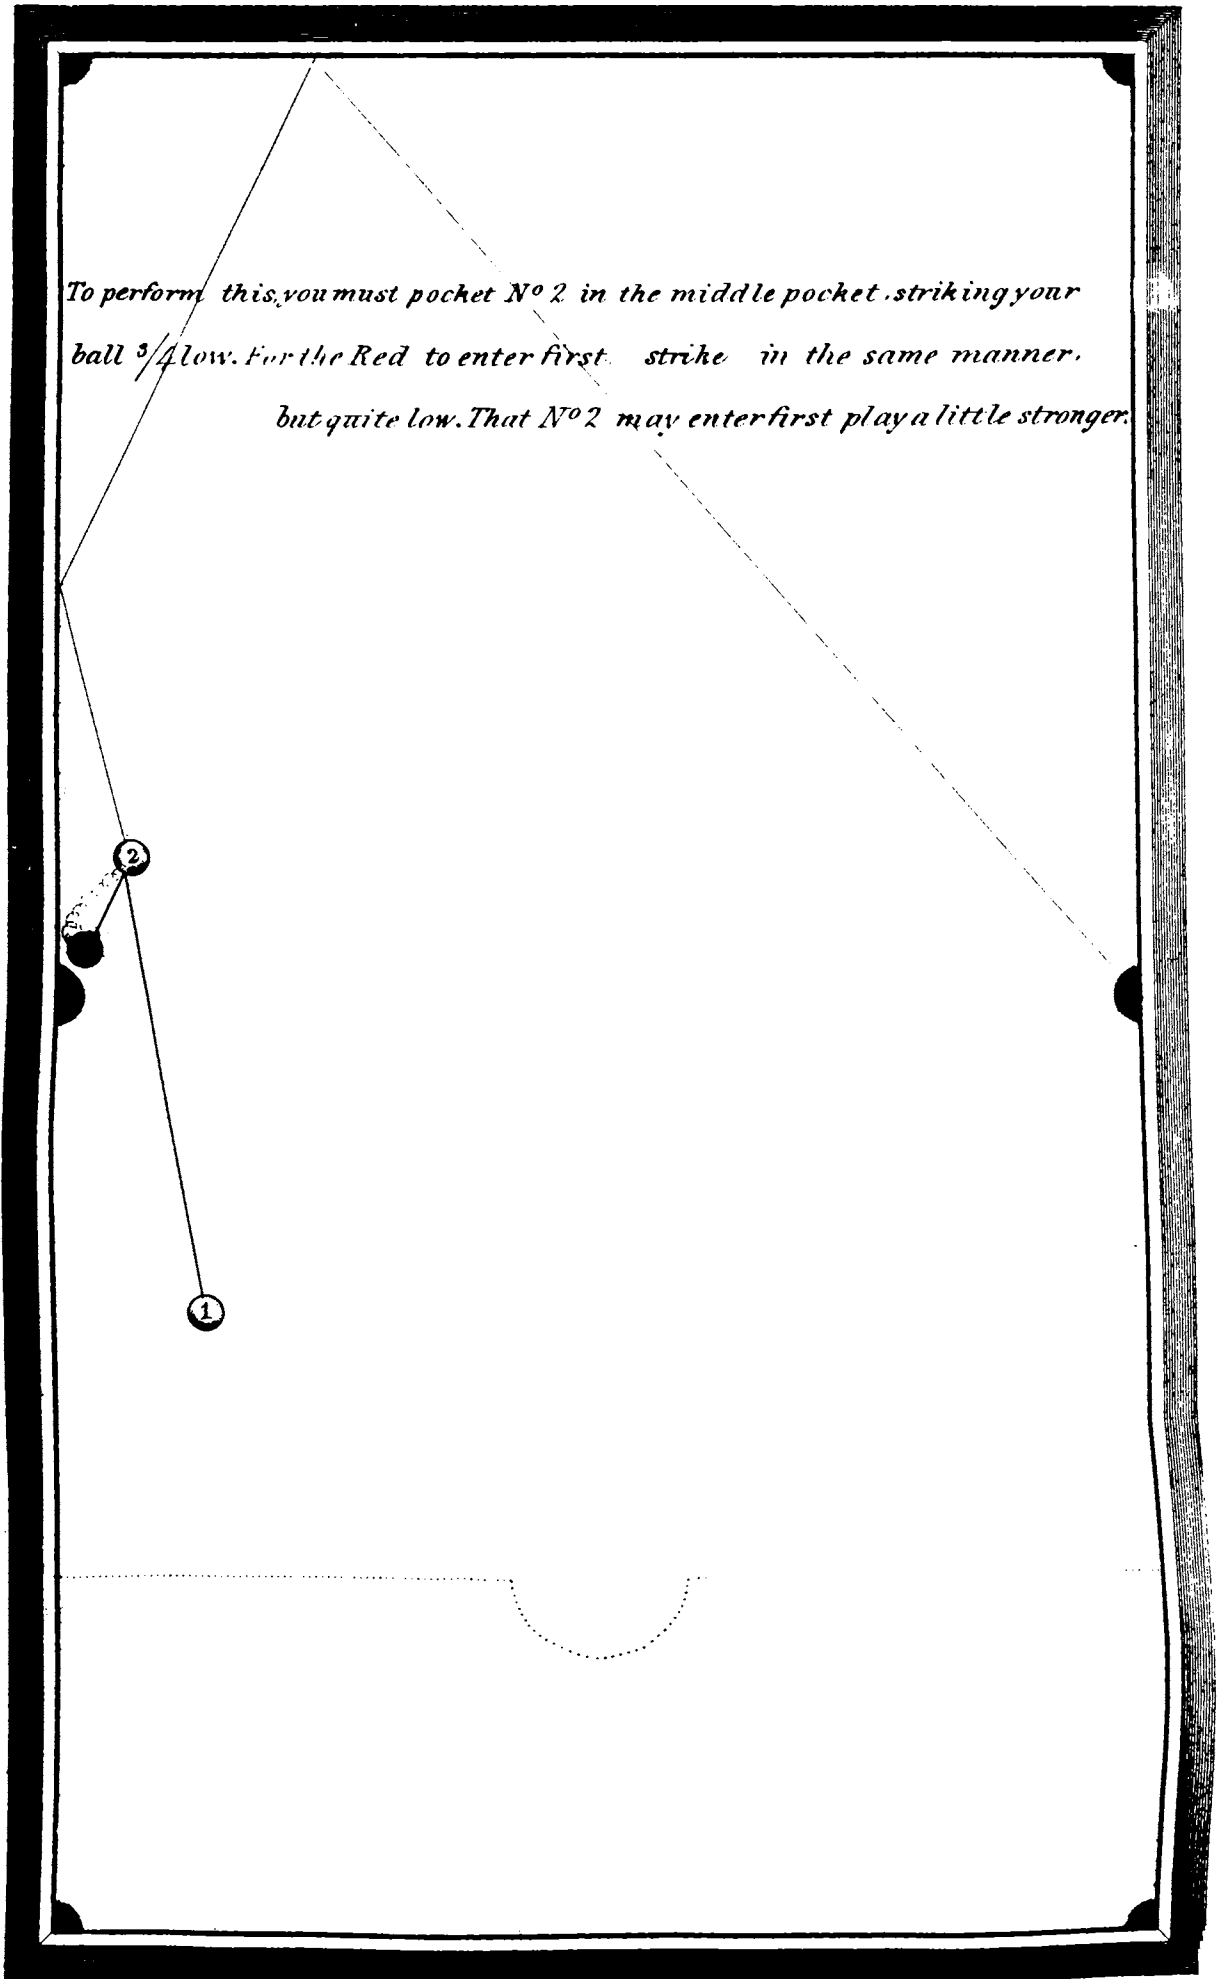 To perform this, you must pocket No 2 in the middle pocket. striking your
ball 3/4 low. For the Red to enter first strike in the same manner.
but quite low. That No 2 may enter first play a little stronger.
2
1